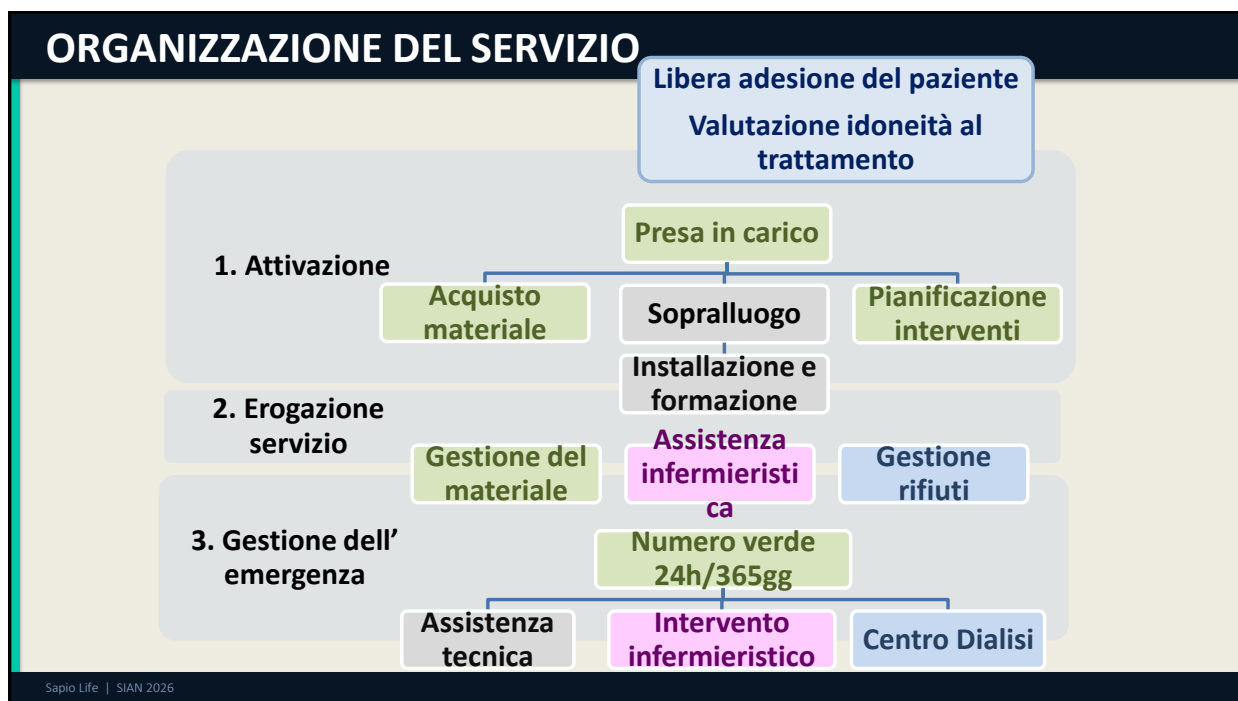 ORGANIZZAZIONE DEL SERVIZIO
Libera adesione del paziente
Valutazione idoneità al
trattamento
Presa in carico
1. Attivazione
Acquisto
materiale
Sopralluogo
Pianificazione
interventi
Installazione e
formazione
2. Erogazione
servizio
Gestione del
materiale
Assistenza
infermieristi
ca
Gestione
rifiuti
3. Gestione dell’
emergenza
Numero verde
24h/365gg
Assistenza
tecnica
Intervento
infermieristico
Centro Dialisi
Sapio Life | SIAN 2026